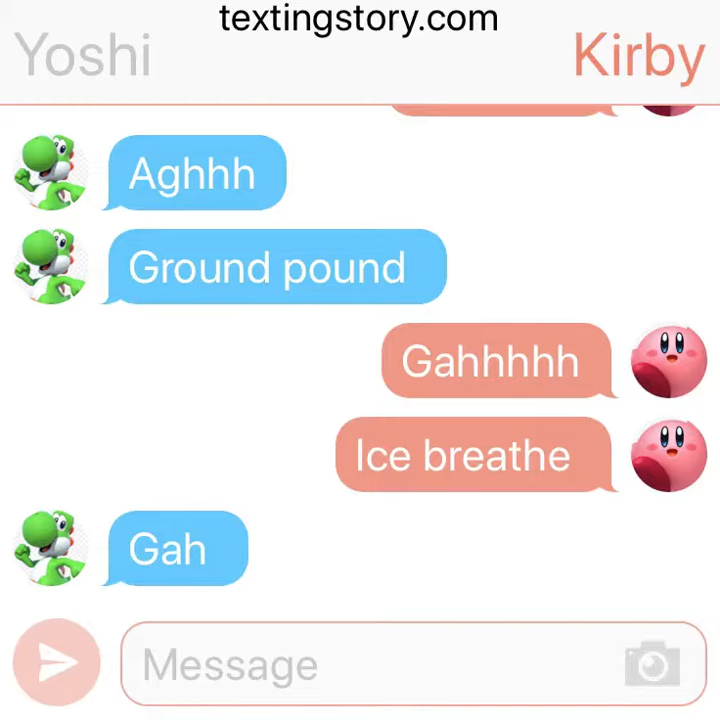 textingstory.com
Yoshi
Kirby
Aghhh
Ground pound
Gahhhhh
Ice breathe
Gah
Message